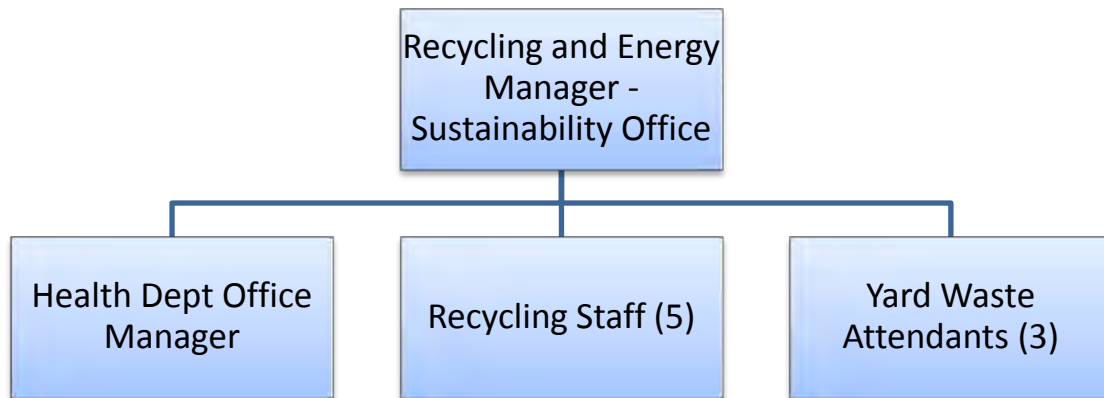 Recycling and Energy
Manager -
Sustainability Office
Health Dept Office
Manager
Recycling Staff (5)
Yard Waste
Attendants (3)